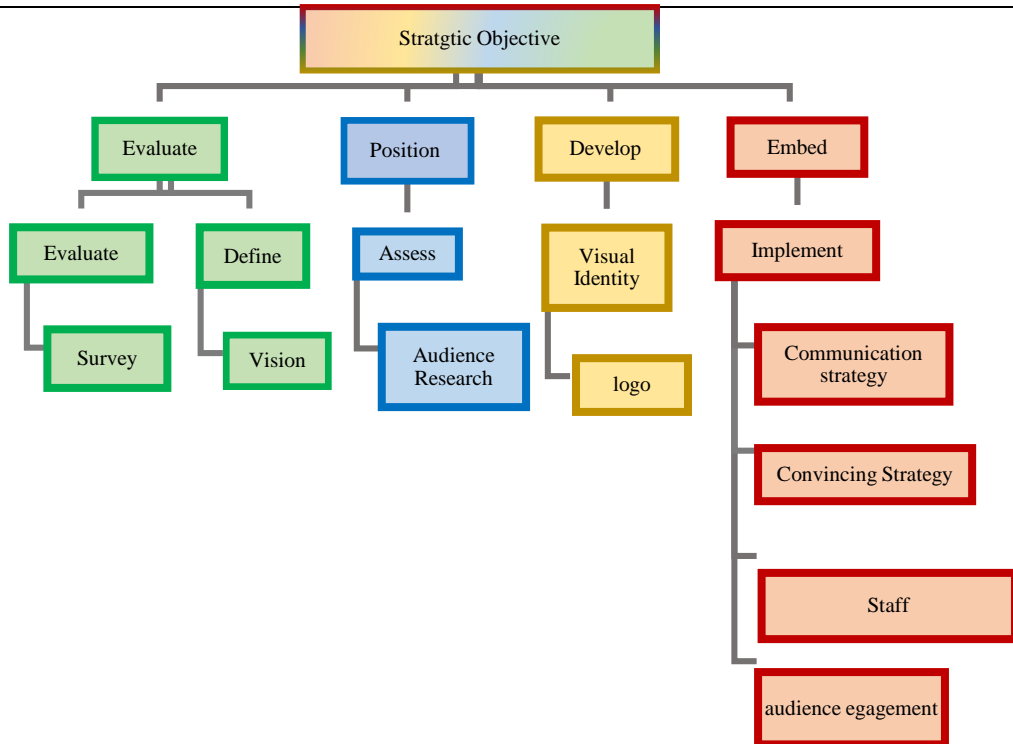 Stratgtic Objective
Evaluate
Position
Develop
Embed
Evaluate
Define
Assess
Visual
Identity
Implement
Survey
Vision
Audience
Research
logo
Communication
strategy
Convincing Strategy
Staff
audience egagement